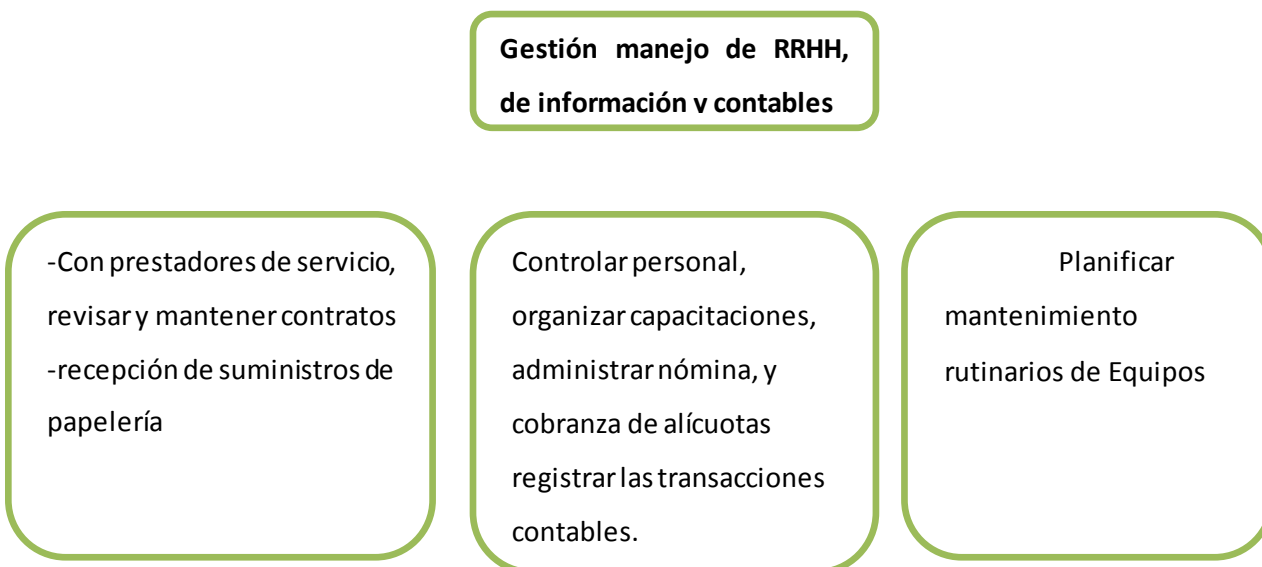 Gestión manejo de RRHH,
de información y contables
-Con prestadores de servicio,
revisar y mantener contratos
-recepción de suministros de
papelería
Controlar personal,
organizar capacitaciones,
administrar nómina, y
cobranza de alícuotas
registrar las transacciones
contables.
Planificar
mantenimiento
rutinarios de Equipos